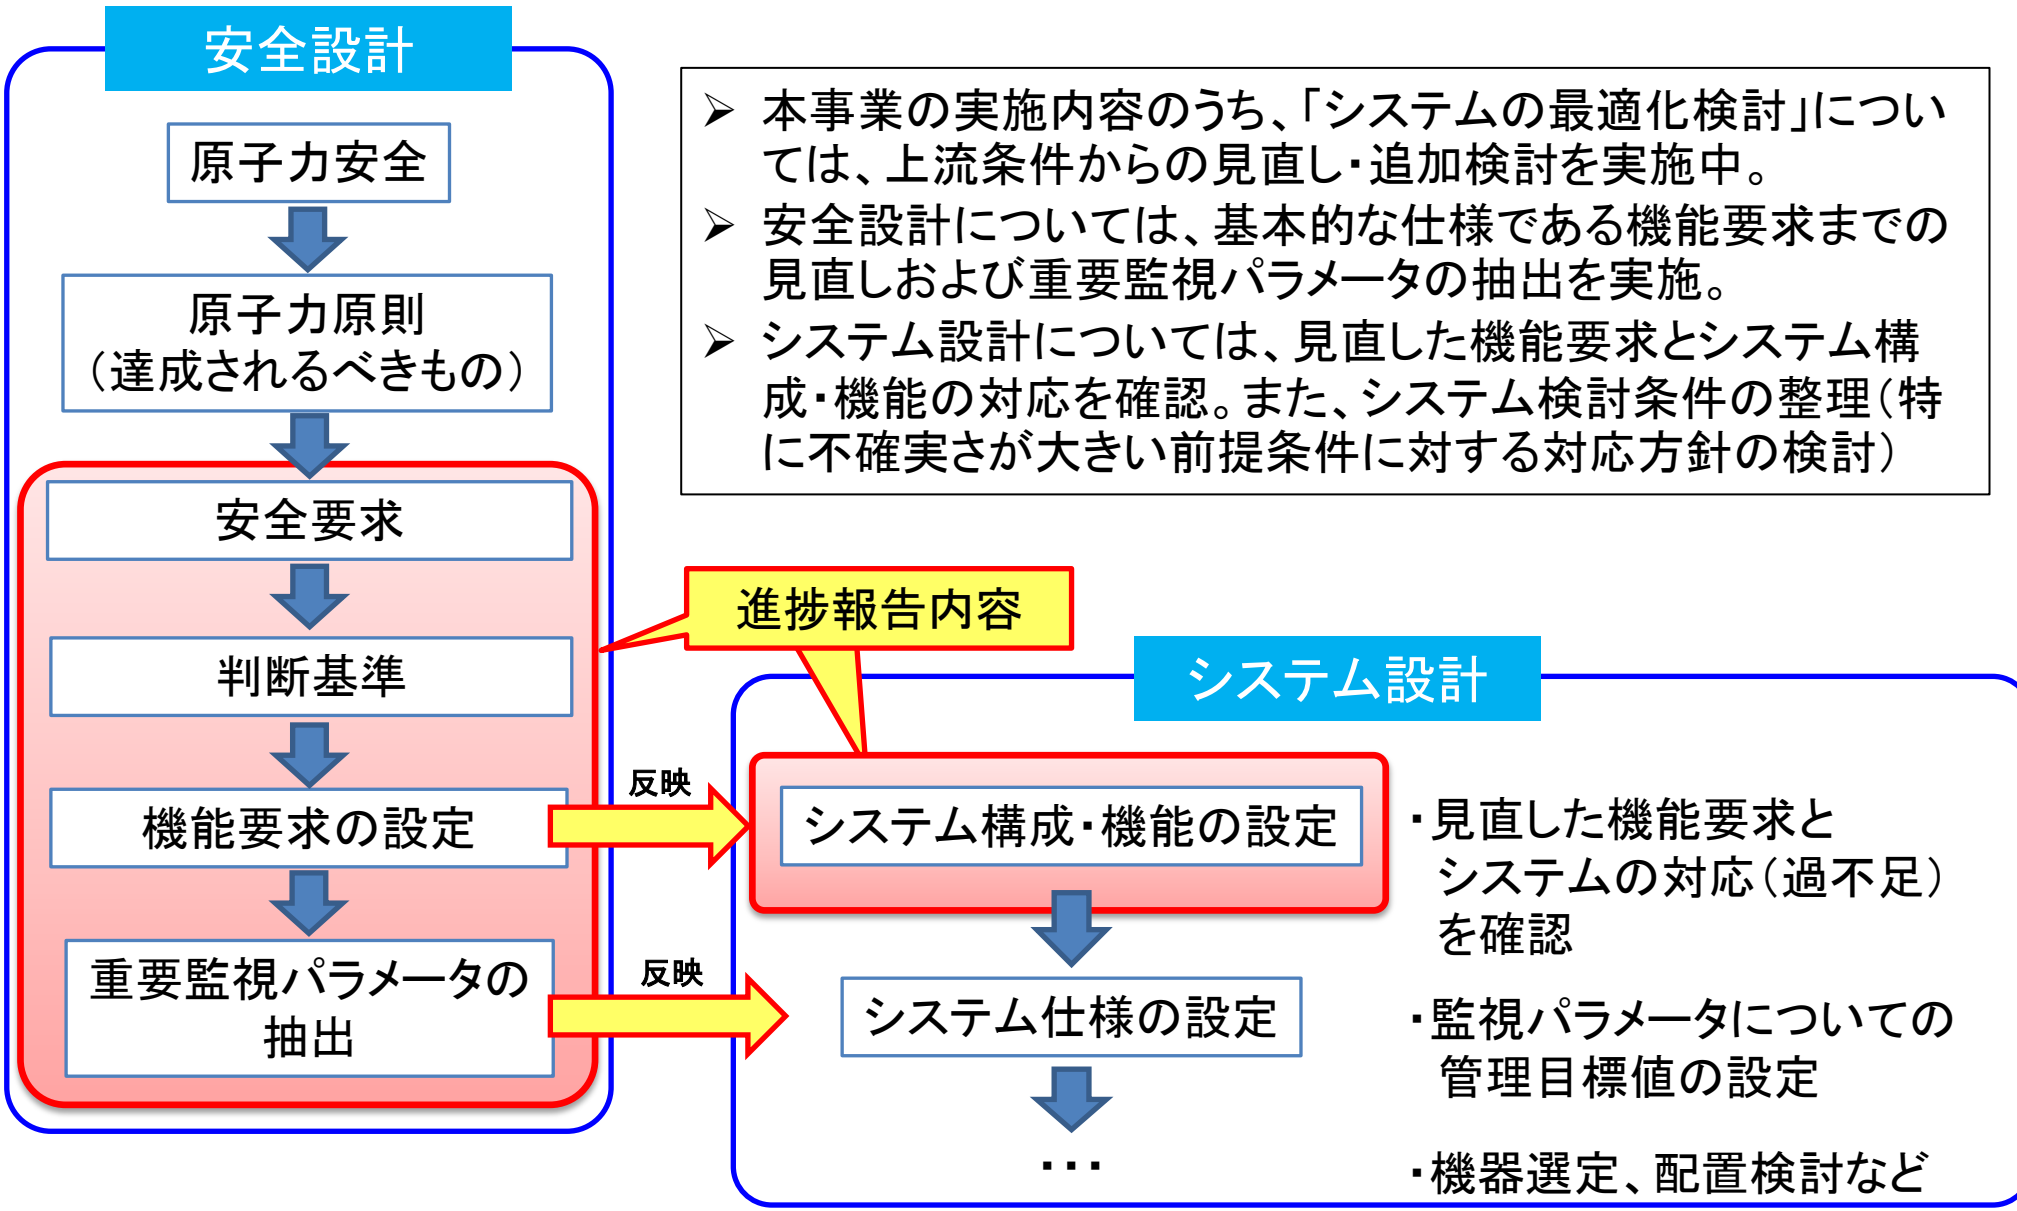 安全設計
原子力安全
原子力原則
（達成されるべきもの）
安全要求
判断基準
機能要求の設定
重要監視パラメータの
抽出
➢ 本事業の実施内容のうち、「システムの最適化検討」につい
ては、上流条件からの見直し・追加検討を実施中。
➢ 安全設計については、基本的な仕様である機能要求までの
見直しおよび重要監視パラメータの抽出を実施。
➢ システム設計については、見直した機能要求とシステム構
成・機能の対応を確認。また、システム検討条件の整理（特
に不確実さが大きい前提条件に対する対応方針の検討）
進捗報告内容
反映
反映
システム設計
システム構成・機能の設定
システム仕様の設定
・・・
・見直した機能要求と
システムの対応（過不足）
を確認
・監視パラメータについての
管理目標値の設定
・機器選定、配置検討など